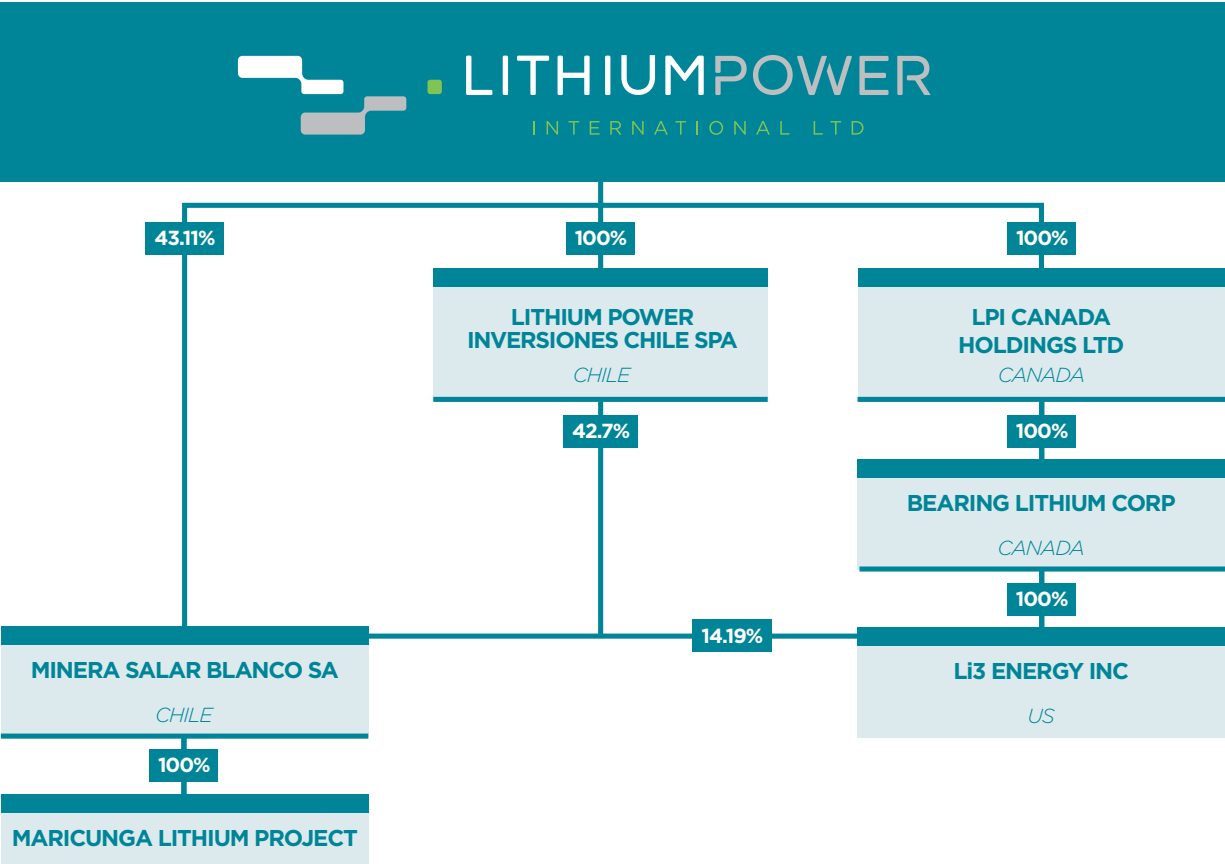 LITHIUMPOWER
INTERNATIONAL LTD
43.11%
100%
100%
LITHIUM POWER
INVERSIONES CHILE SPA
CHILE
LPI CANADA
HOLDINGS LTD
CANADA
42.7%
100%
BEARING LITHIUM CORP
CANADA
100%
14.19%
MINERA SALAR BLANCO SA
CHILE
Li3 ENERGY INC
US
100%
MARICUNGA LITHIUM PROJECT